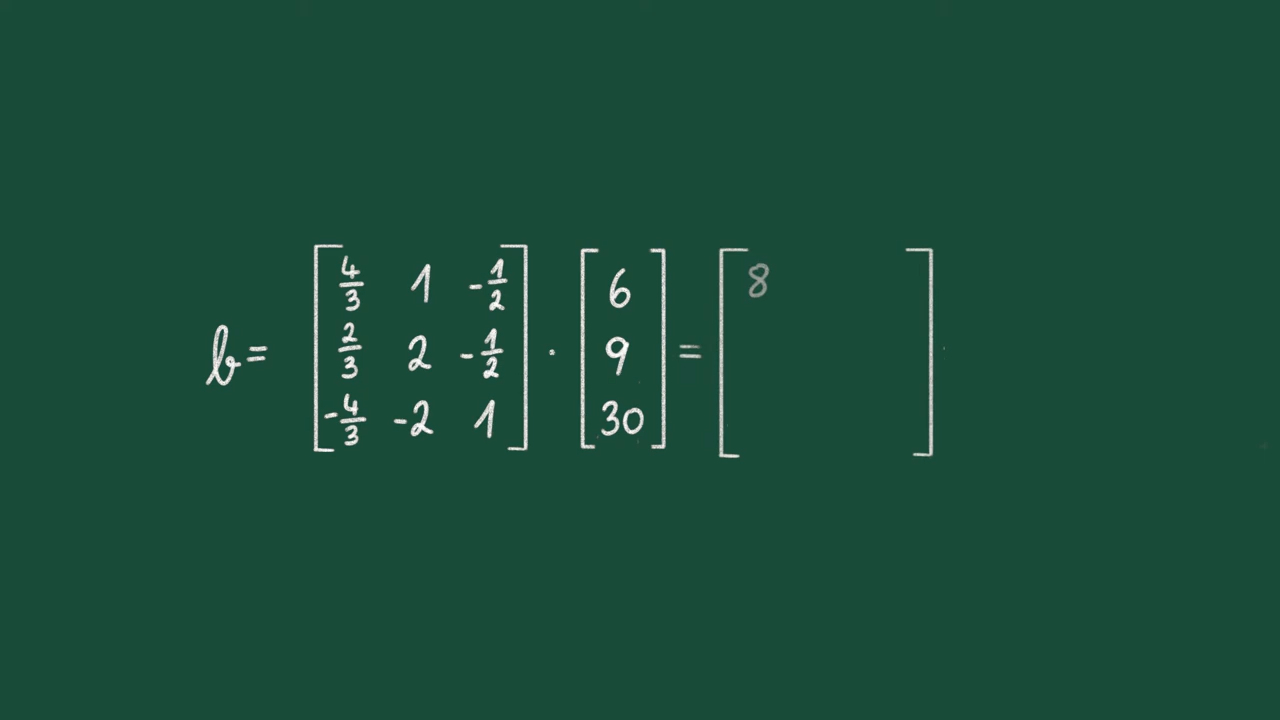 b = [ 4/3 1 -1/2 ; 2/3 2 -1/2 ; -4/3 -2 1 ] · [ 6 ; 9 ; 30 ] = [ 8 ]